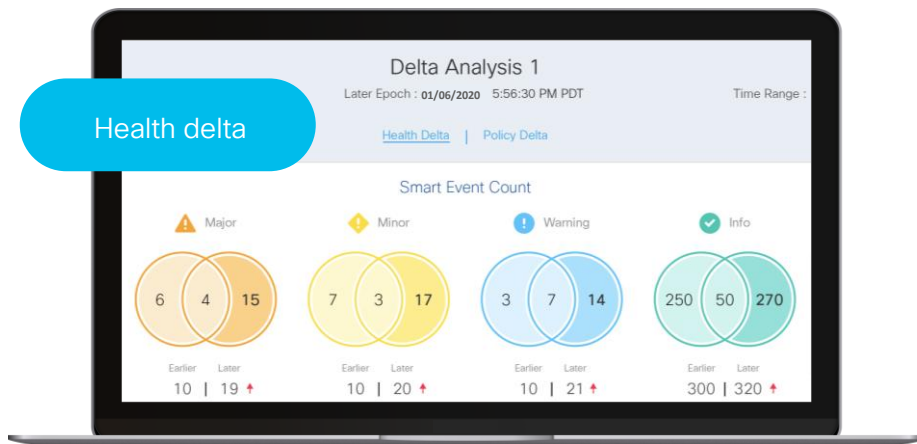 Delta Analysis 1
Later Epoch : 01/06/2020 5:56:30 PM PDT
Time Range :
Health delta
Health Delta | Policy Delta
Smart Event Count
Major Minor Warning Info
6 4 15 7 3 17 3 7 14 250 50 270
Earlier Later Earlier Later Earlier Later Earlier Later
10 | 19 10 | 20 10 | 21 300 | 320